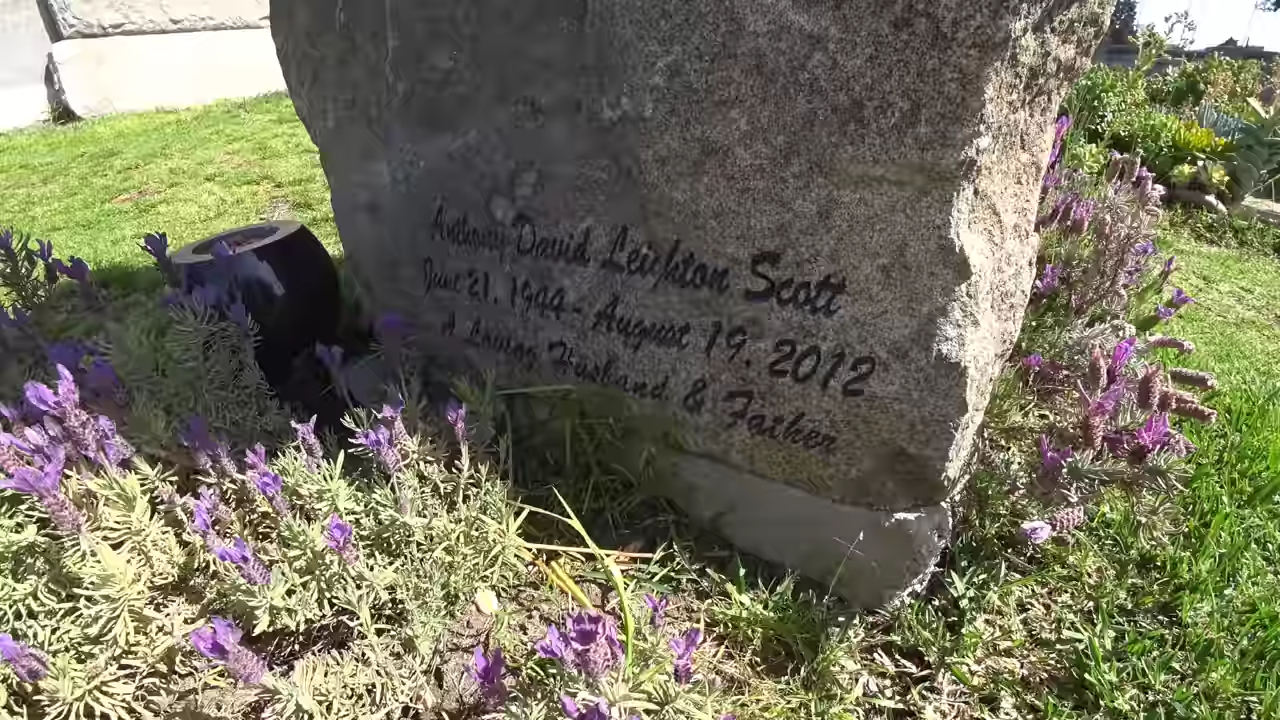 Anthony David Leighton Scott
June 21, 1944 - August 19, 2012
A Loving Husband & Father